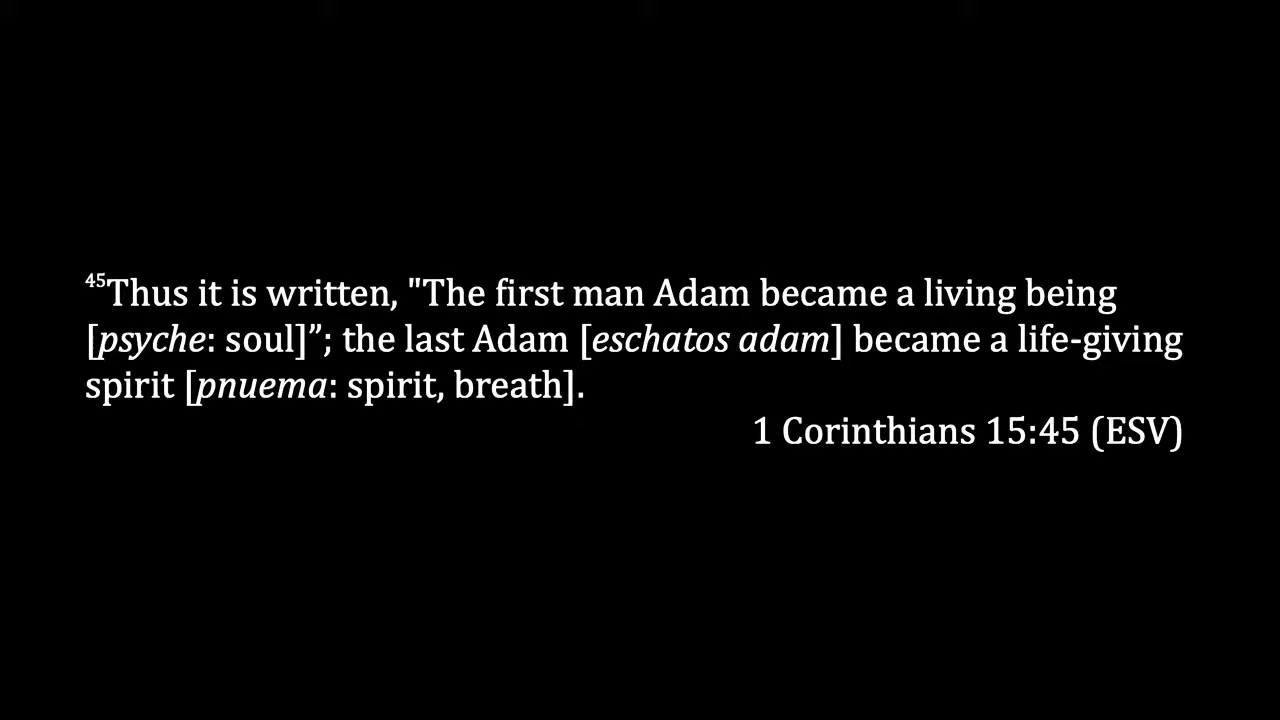 45Thus it is written, "The first man Adam became a living being
[psyche: soul]”; the last Adam [eschatos adam] became a life-giving
spirit [pnuema: spirit, breath].
1 Corinthians 15:45 (ESV)